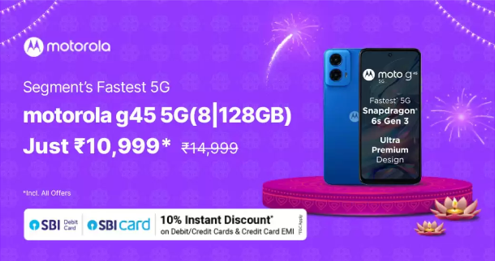 motorola
Segment's Fastest 5G
motorola g45 5G(8|128GB)
Just ₹10,999* ₹14,999
*Incl. All Offers
SBI Debit Card
SBI card
10% Instant Discount*
on Debit/Credit Cards & Credit Card EMI
*T&C Apply
moto g45
5G
Fastest* 5G
Snapdragon®
6s Gen 3
Ultra
Premium
Design